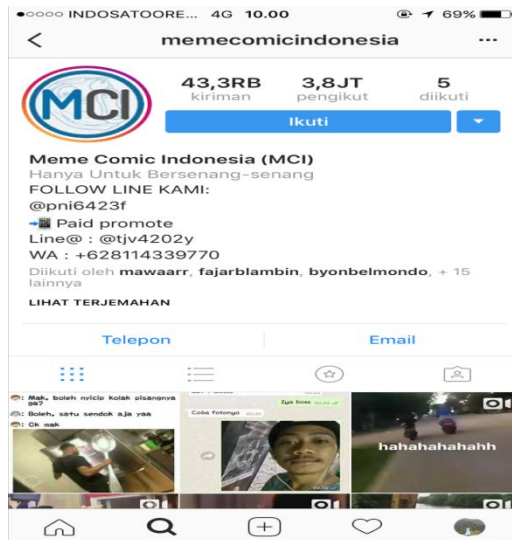 INDOSATOORE... 4G 10.00 69%
memecomicindonesia
MCI
43,3RB 3,8JT 5
kiriman pengikut diikuti
Ikuti
Meme Comic Indonesia (MCI)
Hanya Untuk Bersenang-senang
FOLLOW LINE KAMI:
@pni6423f
Paid promote
Line@ : @tjv4202y
WA : +628114339770
Diikuti oleh mawaarr, fajarblambin, byonbelmondo, + 15
lainnya
LIHAT TERJEMAHAN
Telepon Email
: Mak, boleh nyicip kolak pisangnya
ga?
: Boleh, satu sendok aja yaa
: Ok mak
Iya boss
Coba fotonya
hahahahahahh